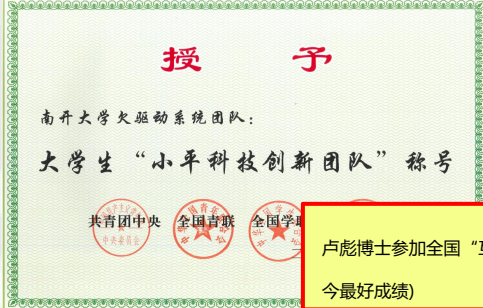 授 予
南开大学欠驱动系统团队：
大学生“小平科技创新团队”称号
共青团中央 全国青联 全国学联
卢彪博士参加全国“互
今最好成绩)